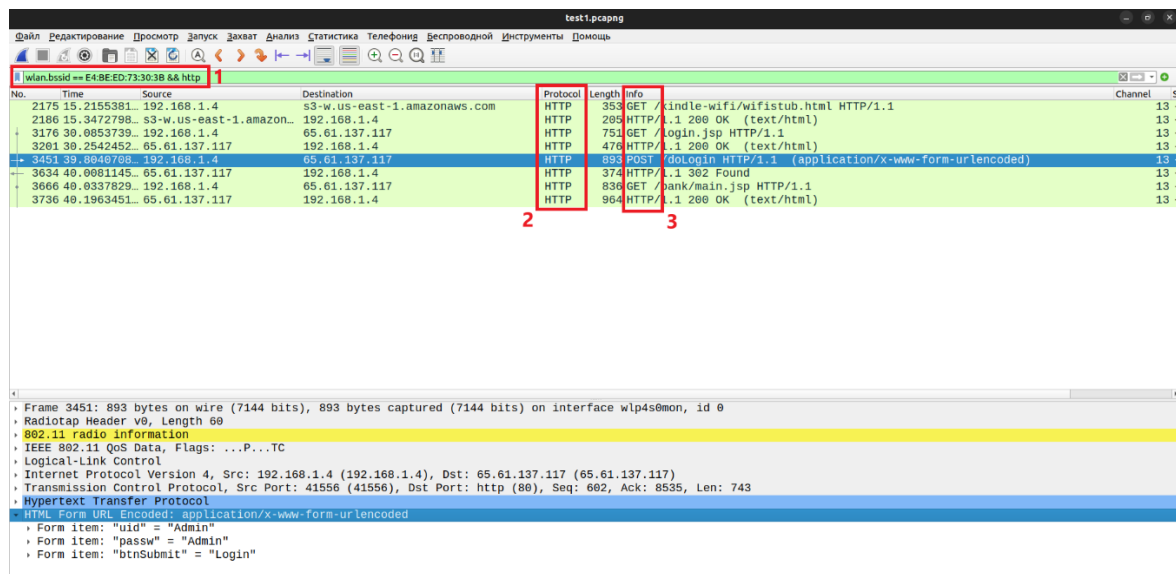 test1.pcapng
Файл Редактирование Просмотр Запуск Захват Анализ Статистика Телефония Беспроводной Инструменты Помощь
wlan.bssid == E4:BE:ED:73:30:3B && http 1
No. Time Source Destination Protocol Length Info Channel S
2175 15.2155381… 192.168.1.4 s3-w.us-east-1.amazonaws.com HTTP 353 GET /kindle-wifi/wifistub.html HTTP/1.1 13
2186 15.3472798… s3-w.us-east-1.amazon… 192.168.1.4 HTTP 205 HTTP/1.1 200 OK (text/html) 13
3176 30.0853739… 192.168.1.4 65.61.137.117 HTTP 751 GET /login.jsp HTTP/1.1 13
3201 30.2542452… 65.61.137.117 192.168.1.4 HTTP 476 HTTP/1.1 200 OK (text/html) 13
3451 39.8040708… 192.168.1.4 65.61.137.117 HTTP 893 POST /doLogin HTTP/1.1 (application/x-www-form-urlencoded) 13
3634 40.0081145… 65.61.137.117 192.168.1.4 HTTP 374 HTTP/1.1 302 Found 13
3666 40.0337829… 192.168.1.4 65.61.137.117 HTTP 836 GET /bank/main.jsp HTTP/1.1 13
3736 40.1963451… 65.61.137.117 192.168.1.4 HTTP 964 HTTP/1.1 200 OK (text/html) 13
2 3
Frame 3451: 893 bytes on wire (7144 bits), 893 bytes captured (7144 bits) on interface wlp4s0mon, id 0
Radiotap Header v0, Length 60
802.11 radio information
IEEE 802.11 QoS Data, Flags: ...P...TC
Logical-Link Control
Internet Protocol Version 4, Src: 192.168.1.4 (192.168.1.4), Dst: 65.61.137.117 (65.61.137.117)
Transmission Control Protocol, Src Port: 41556 (41556), Dst Port: http (80), Seq: 602, Ack: 8535, Len: 743
Hypertext Transfer Protocol
HTML Form URL Encoded: application/x-www-form-urlencoded
Form item: "uid" = "Admin"
Form item: "passw" = "Admin"
Form item: "btnSubmit" = "Login"